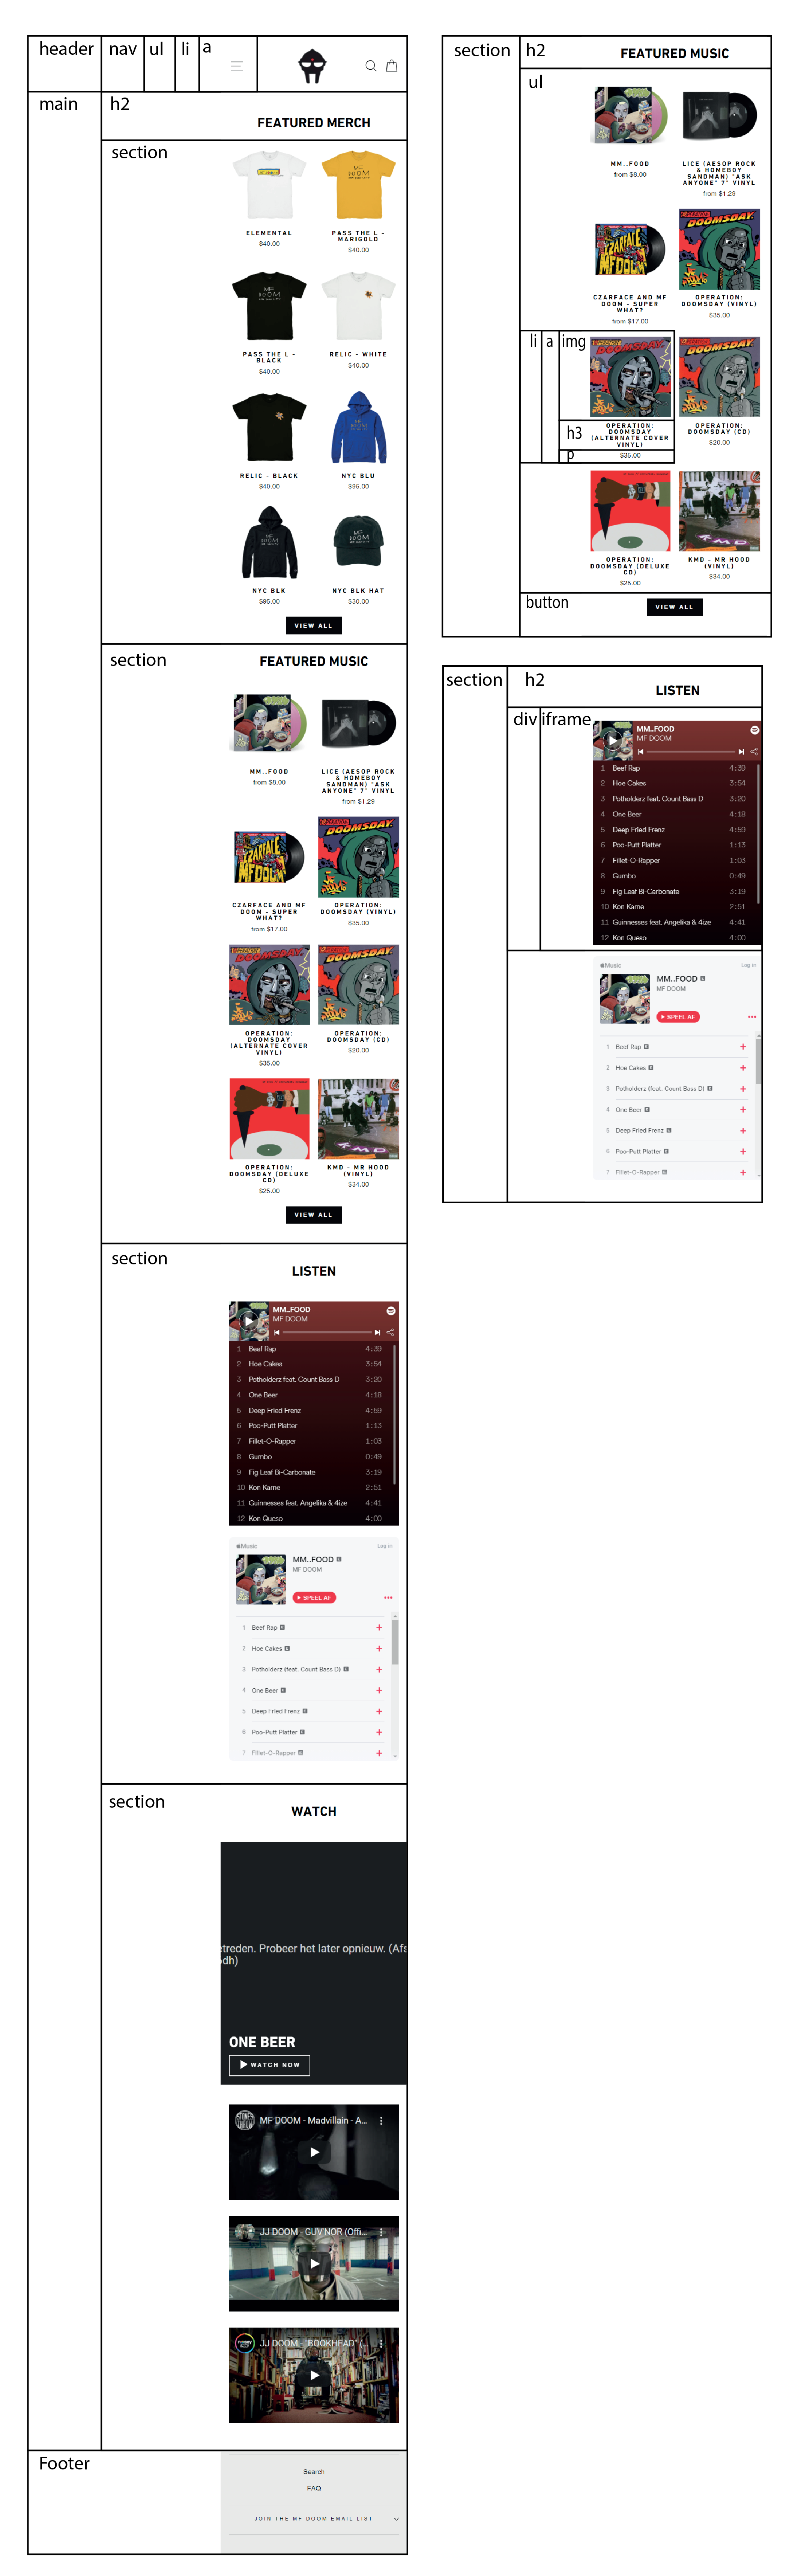 header
nav
ul
li
a
main
h2
FEATURED MERCH
section
ELEMENTAL
$40.00
PASS THE L -
MARIGOLD
$40.00
PASS THE L -
BLACK
$40.00
RELIC - WHITE
$40.00
RELIC - BLACK
$40.00
NYC BLU
$95.00
NYC BLK
$95.00
NYC BLK HAT
$30.00
VIEW ALL
section
FEATURED MUSIC
MM..FOOD
from $8.00
LICE (AESOP ROCK
& HOMEBOY
SANDMAN) "ASK
ANYONE" 7" VINYL
from $1.29
CZARFACE AND MF
DOOM - SUPER
WHAT?
from $17.00
OPERATION:
DOOMSDAY (VINYL)
$35.00
OPERATION:
DOOMSDAY
(ALTERNATE COVER
VINYL)
$35.00
OPERATION:
DOOMSDAY (CD)
$20.00
OPERATION:
DOOMSDAY (DELUXE
CD)
$25.00
KMD - MR HOOD
(VINYL)
$34.00
VIEW ALL
section
LISTEN
MM..FOOD
MF DOOM
1 Beef Rap 4:39
2 Hoe Cakes 3:54
3 Potholderz feat. Count Bass D 3:20
4 One Beer 4:18
5 Deep Fried Frenz 4:59
6 Poo-Putt Platter 1:13
7 Fillet-O-Rapper 1:03
8 Gumbo 0:49
9 Fig Leaf Bi-Carbonate 3:19
10 Kon Karne 2:51
11 Guinnesses feat. Angelika & 4ize 4:41
12 Kon Queso 4:00
Music
Log in
MM..FOOD E
MF DOOM
SPEEL AF
1 Beef Rap E
2 Hoe Cakes E
3 Potholderz (feat. Count Bass D) E
4 One Beer E
5 Deep Fried Frenz E
6 Poo-Putt Platter E
7 Fillet-O-Rapper E
section
WATCH
etreden. Probeer het later opnieuw. (Afs
dh)
ONE BEER
WATCH NOW
MF DOOM - Madvillain - A...
JJ DOOM - GUV'NOR (Offi...
JJ DOOM - "BOOKHEAD" (...
Footer
Search
FAQ
JOIN THE MF DOOM EMAIL LIST
section
h2
FEATURED MUSIC
ul
MM..FOOD
from $8.00
LICE (AESOP ROCK
& HOMEBOY
SANDMAN) "ASK
ANYONE" 7" VINYL
from $1.29
CZARFACE AND MF
DOOM - SUPER
WHAT?
from $17.00
OPERATION:
DOOMSDAY (VINYL)
$35.00
li
a
img
h3
OPERATION:
DOOMSDAY
(ALTERNATE COVER
VINYL)
p
$35.00
OPERATION:
DOOMSDAY (CD)
$20.00
OPERATION:
DOOMSDAY (DELUXE
CD)
$25.00
KMD - MR HOOD
(VINYL)
$34.00
button
VIEW ALL
section
h2
LISTEN
div
iframe
MM..FOOD
MF DOOM
1 Beef Rap 4:39
2 Hoe Cakes 3:54
3 Potholderz feat. Count Bass D 3:20
4 One Beer 4:18
5 Deep Fried Frenz 4:59
6 Poo-Putt Platter 1:13
7 Fillet-O-Rapper 1:03
8 Gumbo 0:49
9 Fig Leaf Bi-Carbonate 3:19
10 Kon Karne 2:51
11 Guinnesses feat. Angelika & 4ize 4:41
12 Kon Queso 4:00
Music
Log in
MM..FOOD E
MF DOOM
SPEEL AF
1 Beef Rap E
2 Hoe Cakes E
3 Potholderz (feat. Count Bass D) E
4 One Beer E
5 Deep Fried Frenz E
6 Poo-Putt Platter E
7 Fillet-O-Rapper E